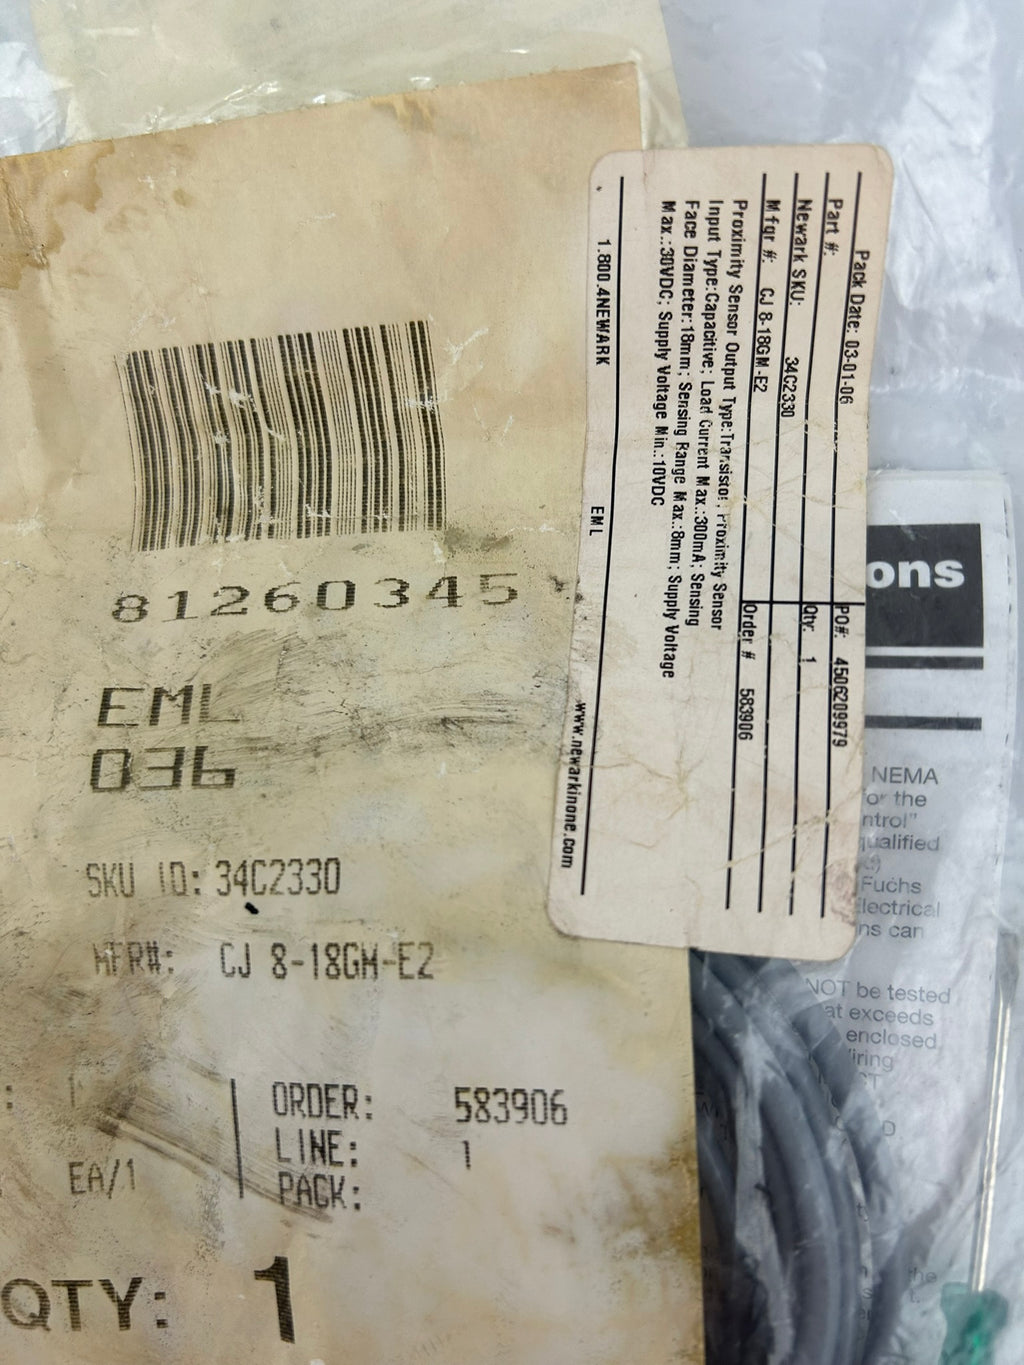 81260345
EML
036
SKU ID: 34C2330
MFR#: CJ 8-18GM-E2
: 1
ORDER: 583906
LINE: 1
EA/1
PACK:
QTY: 1
Pack Date: 03-01-06
Part #: PO#: 4506209979
Newark SKU: 34C2330 Qty: 1
Mfgr #: CJ 8-18GM-E2 Order # 583906
Proximity Sensor Output Type:Transistor; Proximity Sensor
Input Type:Capacitive; Load Current Max.:300mA; Sensing
Face Diameter:18mm; Sensing Range Max.:8mm; Supply Voltage
Max.:30VDC; Supply Voltage Min.:10VDC
1.800.4NEWARK EML www.newarkinone.com
ons
NEMA
for the
ntrol"
qualified
Fuchs
Electrical
ns can
NOT be tested
at exceeds
enclosed,
the